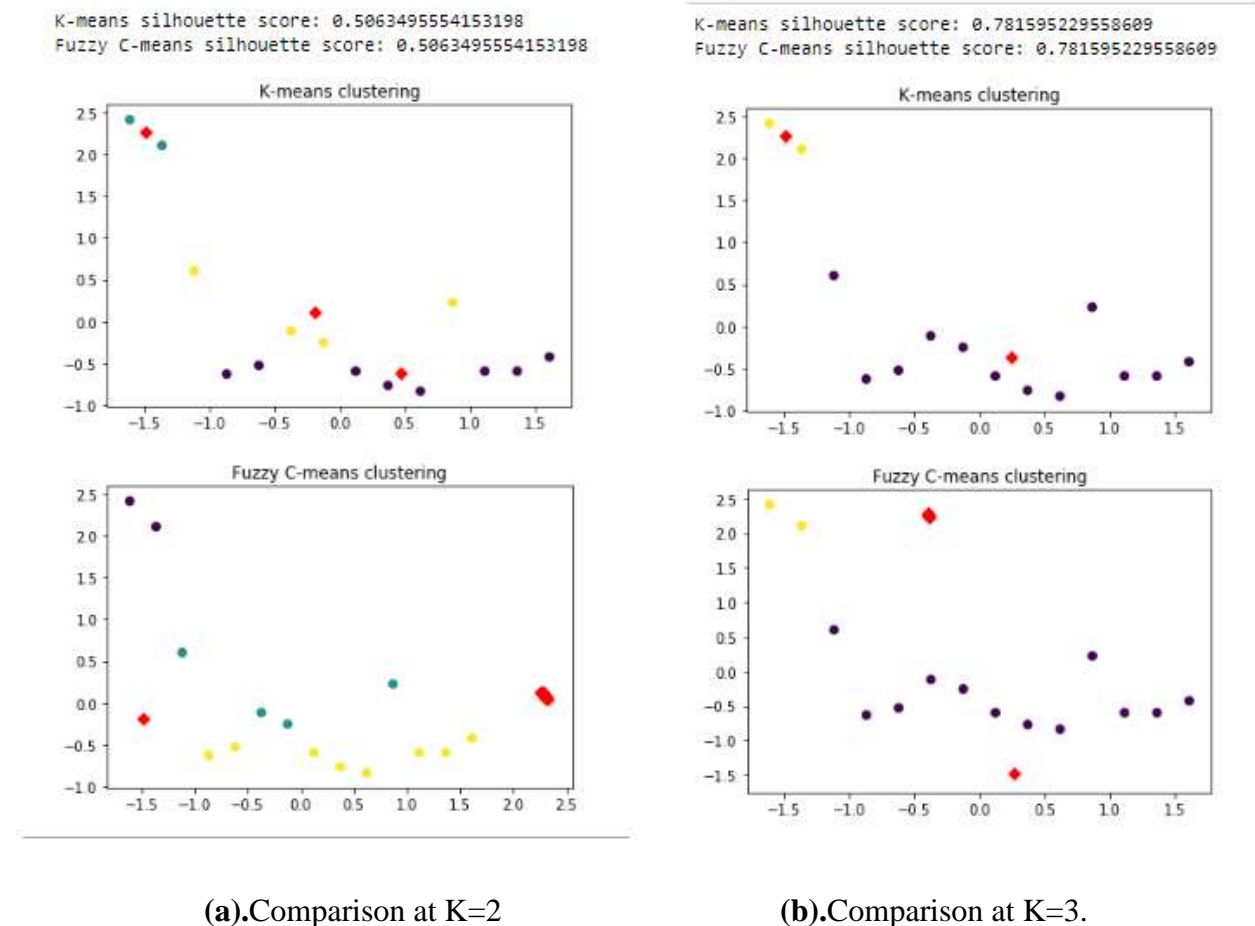 K-means silhouette score: 0.5063495554153198
Fuzzy C-means silhouette score: 0.5063495554153198
K-means clustering
2.5
2.0
1.5
1.0
0.5
0.0
−0.5
−1.0
−1.5 −1.0 −0.5 0.0 0.5 1.0 1.5
Fuzzy C-means clustering
2.5
2.0
1.5
1.0
0.5
0.0
−0.5
−1.0
−1.5 −1.0 −0.5 0.0 0.5 1.0 1.5 2.0 2.5
(a).Comparison at K=2
K-means silhouette score: 0.781595229558609
Fuzzy C-means silhouette score: 0.781595229558609
K-means clustering
2.5
2.0
1.5
1.0
0.5
0.0
−0.5
−1.0
−1.5 −1.0 −0.5 0.0 0.5 1.0 1.5
Fuzzy C-means clustering
2.5
2.0
1.5
1.0
0.5
0.0
−0.5
−1.0
−1.5
−1.5 −1.0 −0.5 0.0 0.5 1.0 1.5
(b).Comparison at K=3.